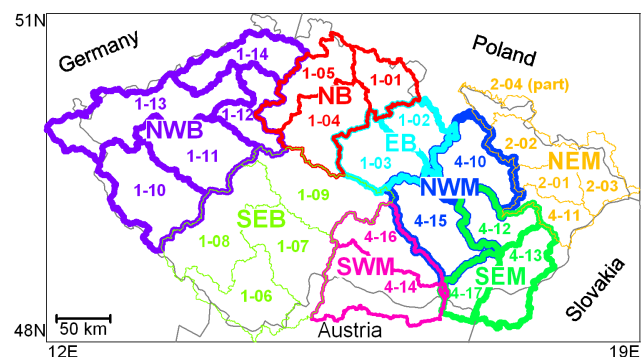 51N
Germany
Poland
1-14
1-05
1-01
2-04 (part)
1-13
NB
1-12
1-02
NWB
1-04
EB
2-02
1-11
1-03
4-10
NEM
1-10
NWM
2-01
2-03
1-09
4-15
4-11
SEB
4-12
1-08
1-07
4-16
4-13
SWM
SEM
4-14
4-17
1-06
Slovakia
50 km
Austria
48N
12E
19E